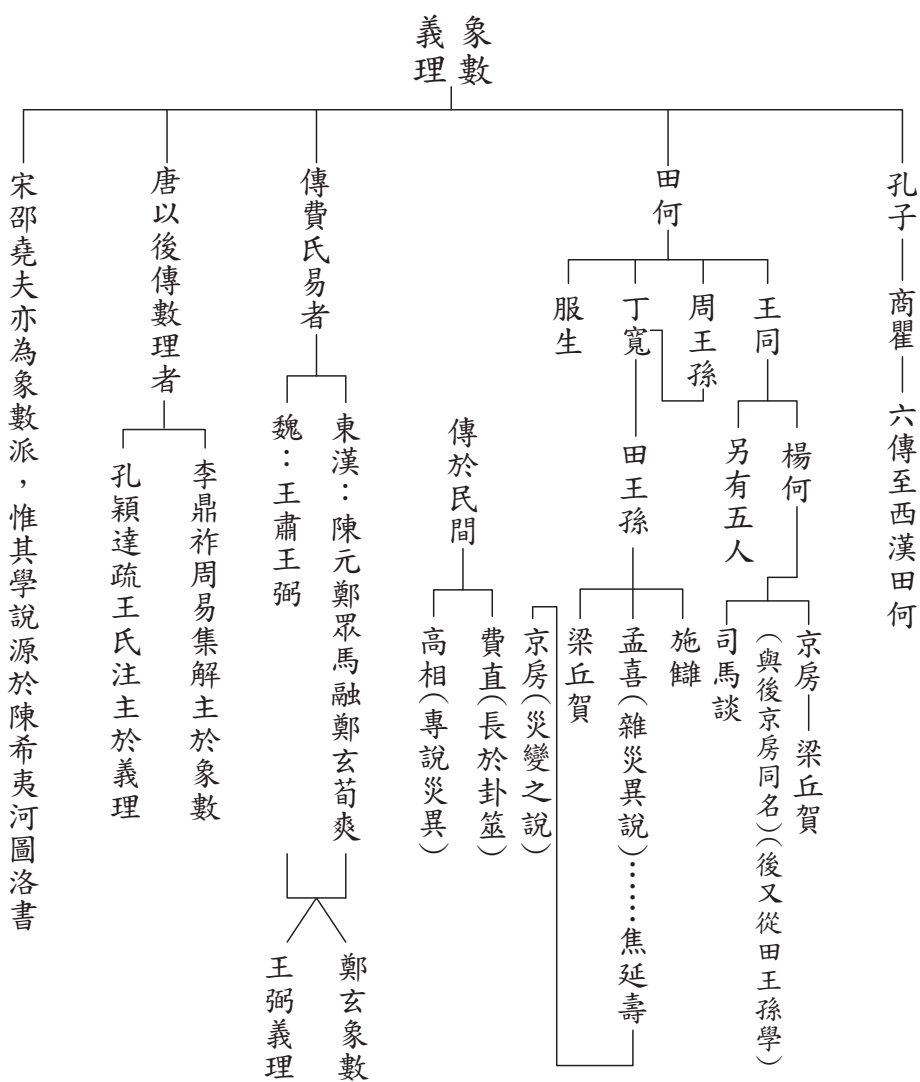 象數
義理
孔子—商瞿—六傳至西漢田何
田何
王同
周王孫
丁寬
服生
楊何
另有五人
京房—梁丘賀
(與後京房同名)(後又從田王孫學)
司馬談
田王孫
施讎
孟喜(雜災異說)……焦延壽
梁丘賀
京房(災變之說)
傳於民間
費直(長於卦筮)
高相(專說災異)
傳費氏易者
東漢：陳元鄭眾馬融鄭玄荀爽
魏：王肅王弼
鄭玄象數
王弼義理
唐以後傳數理者
李鼎祚周易集解主於象數
孔穎達疏王氏注主於義理
宋邵堯夫亦為象數派，惟其學說源於陳希夷河圖洛書